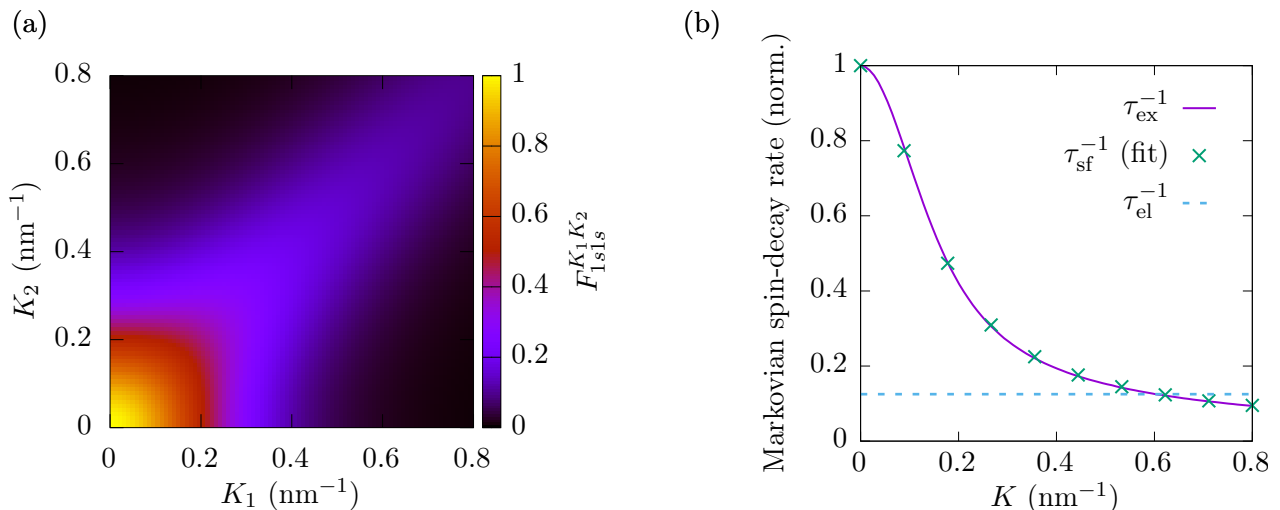 (a)
0.8
0.6
0.4
0.2
0
0 0.2 0.4 0.6 0.8
K₂ (nm⁻¹)
K₁ (nm⁻¹)
1
0.8
0.6
0.4
0.2
0
F₁ₛ₁ₛ^{K₁K₂}
(b)
Markovian spin-decay rate (norm.)
1
0.8
0.6
0.4
0.2
0
0 0.2 0.4 0.6 0.8
K (nm⁻¹)
τ_ex⁻¹
τ_sf⁻¹ (fit)
τ_el⁻¹